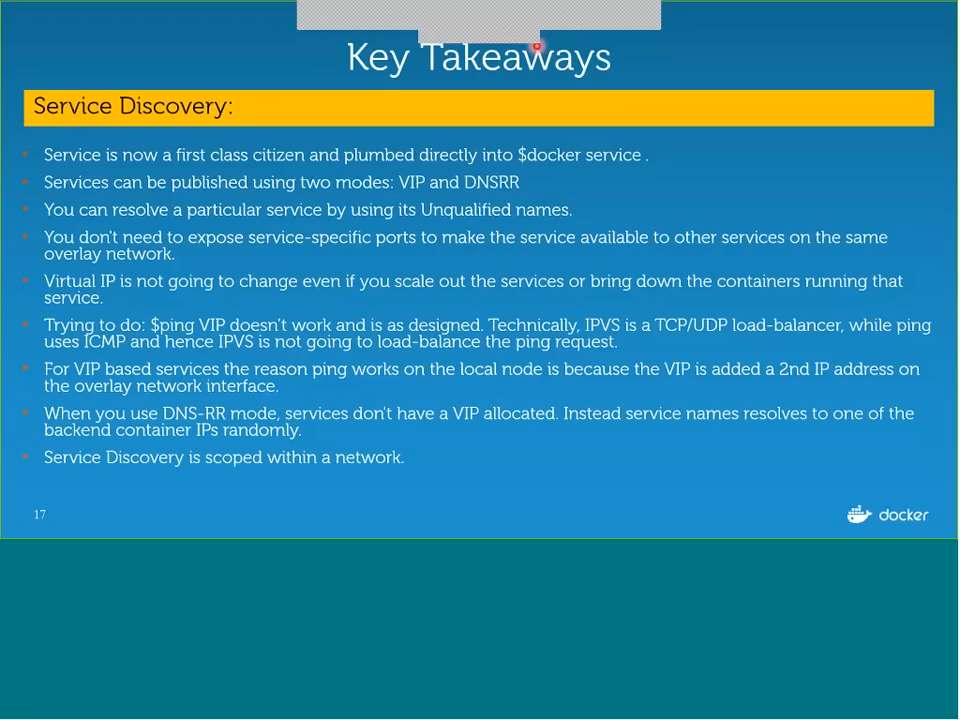 Key Takeaways
Service Discovery:
Service is now a first class citizen and plumbed directly into $docker service .
Services can be published using two modes: VIP and DNSRR
You can resolve a particular service by using its Unqualified names.
You don't need to expose service-specific ports to make the service available to other services on the same
overlay network.
Virtual IP is not going to change even if you scale out the services or bring down the containers running that
service.
Trying to do: $ping VIP doesn't work and is as designed. Technically, IPVS is a TCP/UDP load-balancer, while ping
uses ICMP and hence IPVS is not going to load-balance the ping request.
For VIP based services the reason ping works on the local node is because the VIP is added a 2nd IP address on
the overlay network interface.
When you use DNS-RR mode, services don't have a VIP allocated. Instead service names resolves to one of the
backend container IPs randomly.
Service Discovery is scoped within a network.
17
docker